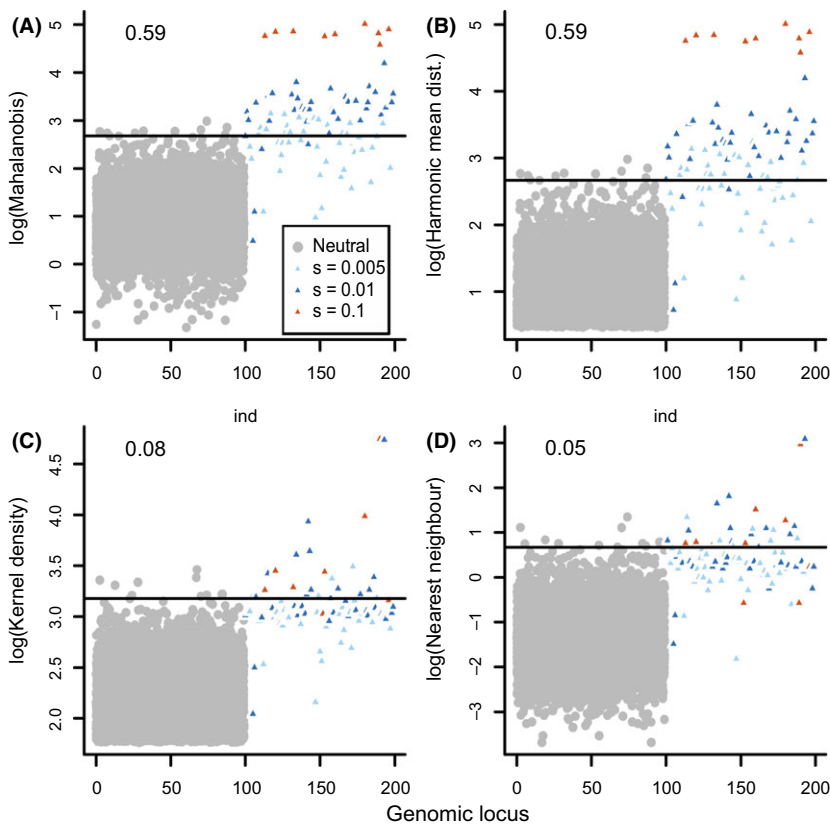 (A)
0.59
log(Mahalanobis)
5
4
3
2
1
0
−1
Neutral
s = 0.005
s = 0.01
s = 0.1
0 50 100 150 200
(B)
0.59
log(Harmonic mean dist.)
5
4
3
2
1
0 50 100 150 200
(C)
ind
0.08
log(Kernel density)
4.5
4.0
3.5
3.0
2.5
2.0
0 50 100 150 200
(D)
ind
0.05
log(Nearest neighbour)
3
2
1
0
−1
−2
−3
0 50 100 150 200
Genomic locus